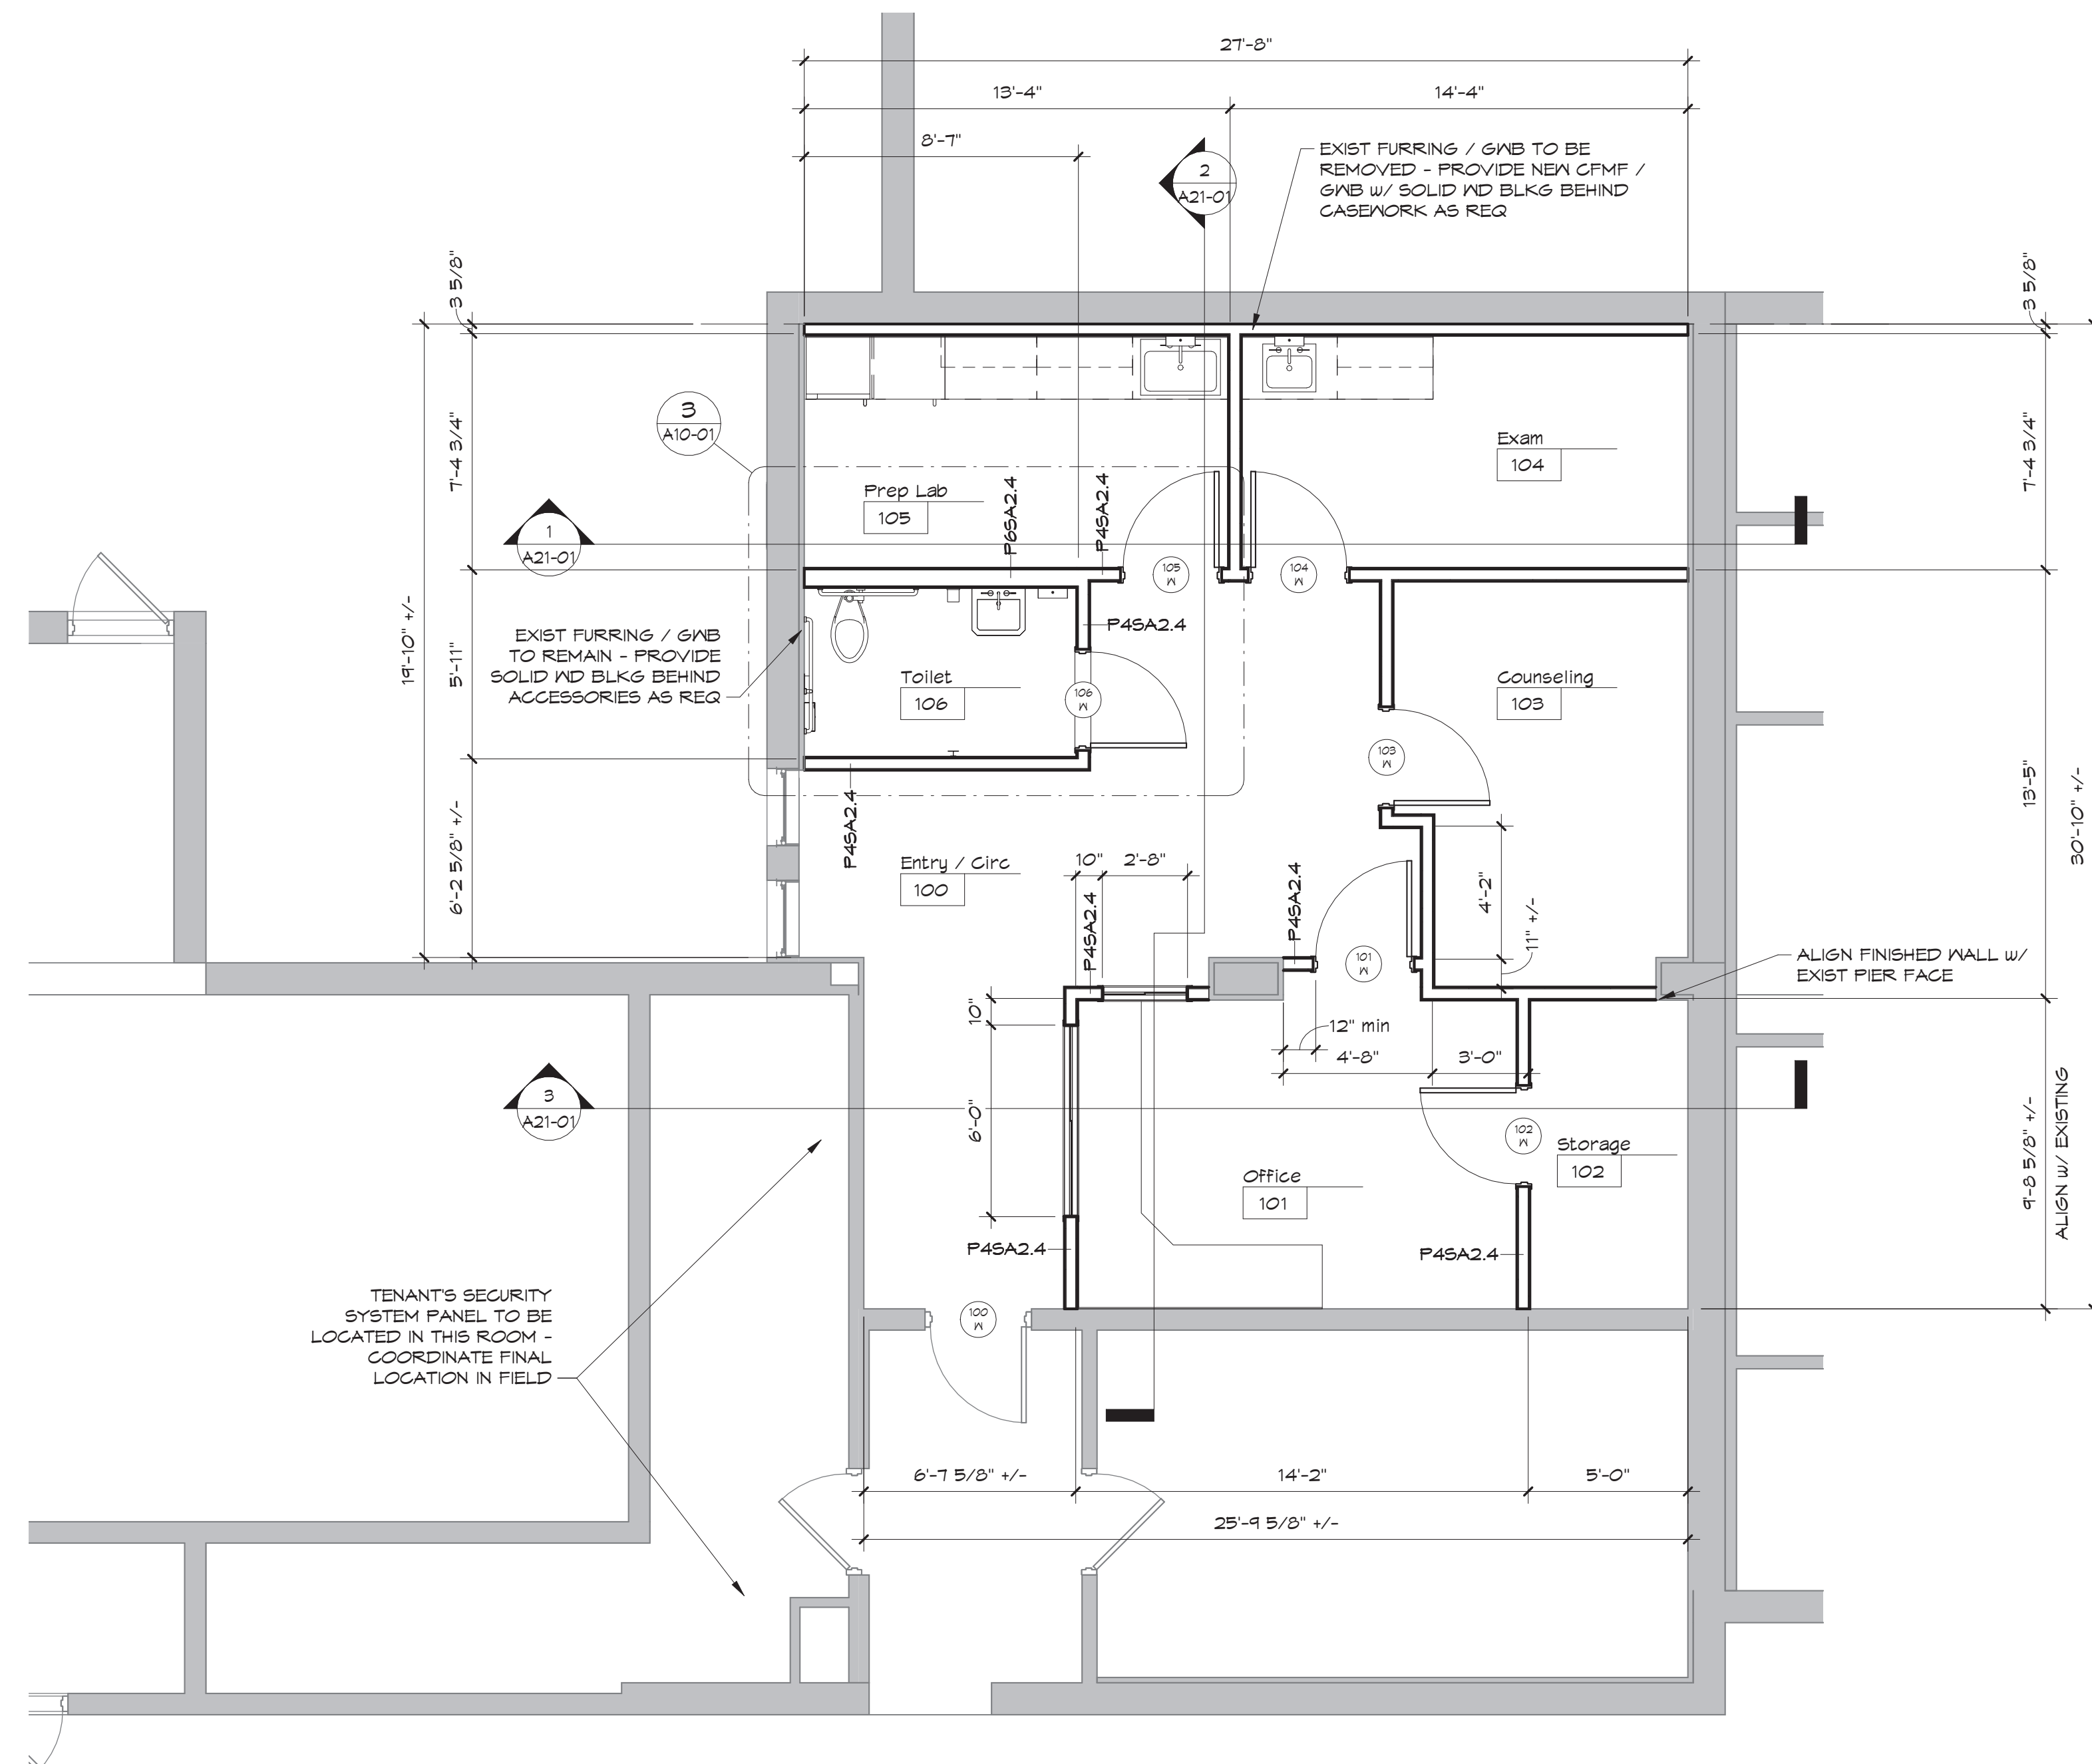 27'-8"
13'-4"
14'-4"
8'-7"
2
A21-01
EXIST FURRING / GWB TO BE
REMOVED - PROVIDE NEW CFMF /
GWB w/ SOLID WD BLKG BEHIND
CASEWORK AS REQ
3 5/8"
3 5/8"
3
A10-01
7'-4 3/4"
7'-4 3/4"
Exam
104
Prep Lab
105
P6SA2.4
P4SA2.4
1
A21-01
105
W
104
W
19'-10" +/-
5'-11"
EXIST FURRING / GWB
TO REMAIN - PROVIDE
SOLID WD BLKG BEHIND
ACCESSORIES AS REQ
P4SA2.4
Toilet
106
106
W
Counseling
103
103
W
13'-5"
30'-10" +/-
6'-2 5/8" +/-
P4SA2.4
Entry / Circ
100
10"
2'-8"
P4SA2.4
P4SA2.4
4'-2"
11" +/-
101
W
ALIGN FINISHED WALL w/
EXIST PIER FACE
10"
12" min
4'-8"
3'-0"
3
A21-01
6'-0"
102
W
Storage
102
Office
101
9'-8 5/8" +/-
ALIGN w/ EXISTING
P4SA2.4
P4SA2.4
TENANT'S SECURITY
SYSTEM PANEL TO BE
LOCATED IN THIS ROOM -
COORDINATE FINAL
LOCATION IN FIELD
100
W
6'-7 5/8" +/-
14'-2"
5'-0"
25'-9 5/8" +/-